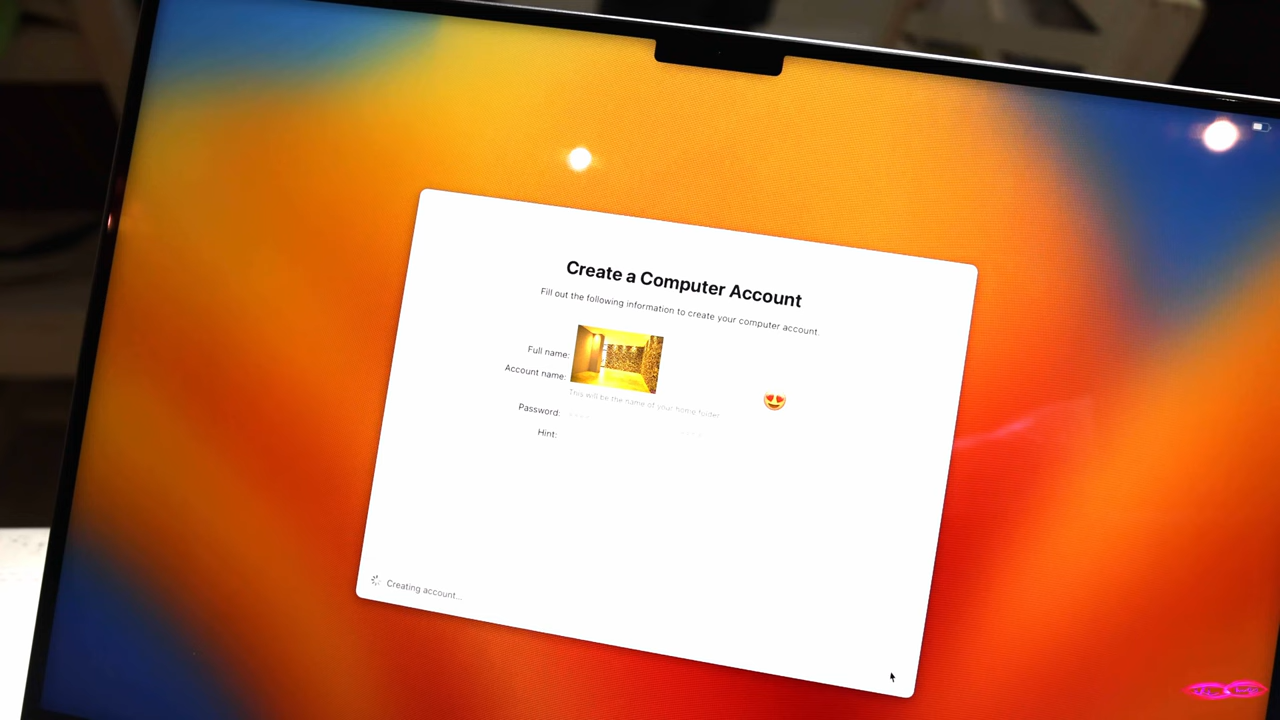 Create a Computer Account
Fill out the following information to create your computer account.
Full name:
Account name:
This will be the name of your home folder.
Password:
Hint:
Creating account...